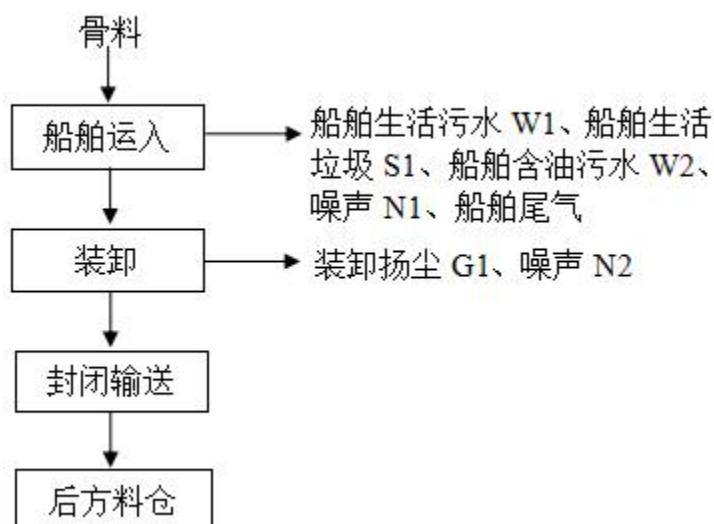 骨料
船舶运入
船舶生活污水 W1、船舶生活
垃圾 S1、船舶含油污水 W2、
噪声 N1、船舶尾气
装卸
装卸扬尘 G1、噪声 N2
封闭输送
后方料仓